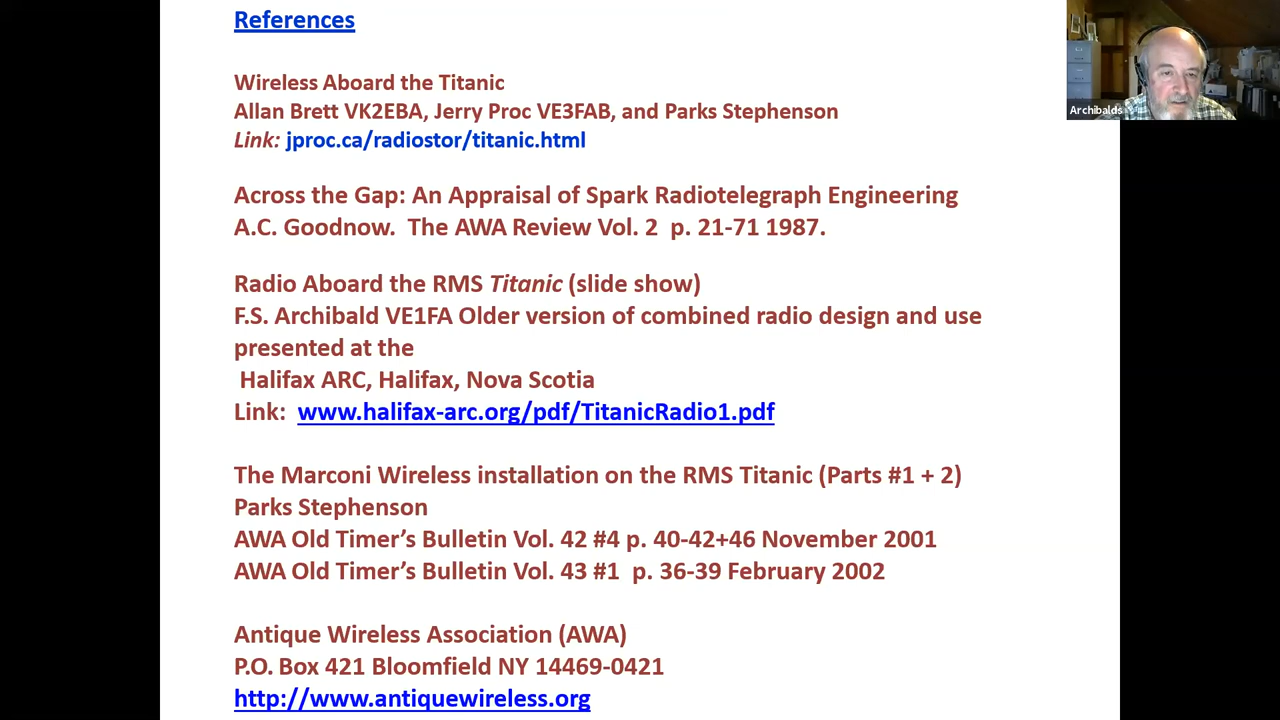 References
Wireless Aboard the Titanic
Allan Brett VK2EBA, Jerry Proc VE3FAB, and Parks Stephenson
Link: jproc.ca/radiostor/titanic.html
Across the Gap: An Appraisal of Spark Radiotelegraph Engineering
A.C. Goodnow.  The AWA Review Vol. 2  p. 21-71 1987.
Radio Aboard the RMS Titanic (slide show)
F.S. Archibald VE1FA Older version of combined radio design and use
presented at the
Halifax ARC, Halifax, Nova Scotia
Link:  www.halifax-arc.org/pdf/TitanicRadio1.pdf
The Marconi Wireless installation on the RMS Titanic (Parts #1 + 2)
Parks Stephenson
AWA Old Timer’s Bulletin Vol. 42 #4 p. 40-42+46 November 2001
AWA Old Timer’s Bulletin Vol. 43 #1  p. 36-39 February 2002
Antique Wireless Association (AWA)
P.O. Box 421 Bloomfield NY 14469-0421
http://www.antiquewireless.org
Archibalds